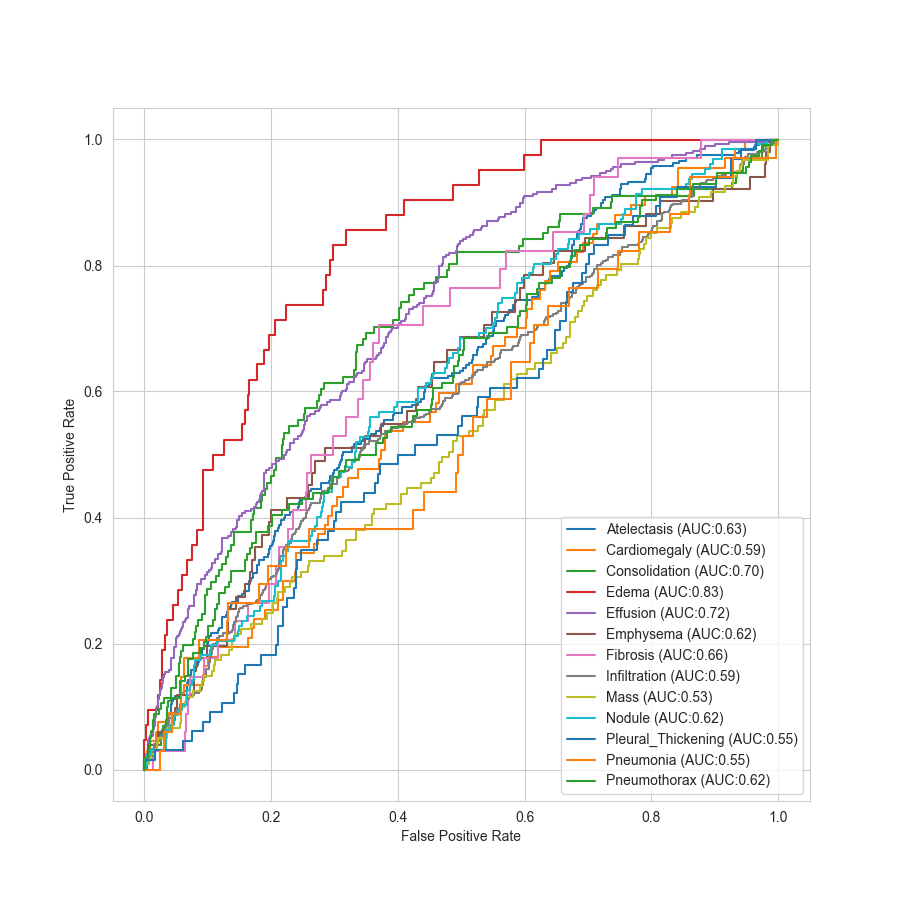 1.0
0.8
0.6
0.4
0.2
0.0
True Positive Rate
Atelectasis (AUC:0.63)
Cardiomegaly (AUC:0.59)
Consolidation (AUC:0.70)
Edema (AUC:0.83)
Effusion (AUC:0.72)
Emphysema (AUC:0.62)
Fibrosis (AUC:0.66)
Infiltration (AUC:0.59)
Mass (AUC:0.53)
Nodule (AUC:0.62)
Pleural_Thickening (AUC:0.55)
Pneumonia (AUC:0.55)
Pneumothorax (AUC:0.62)
0.0 0.2 0.4 0.6 0.8 1.0
False Positive Rate